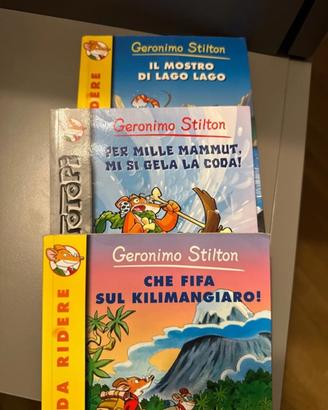 Geronimo Stilton
IL MOSTRO
DI LAGO LAGO
RIDERE
Geronimo Stilton
PER MILLE MAMMUT,
MI SI GELA LA CODA!
Geronimo Stilton
CHE FIFA
SUL KILIMANGIARO!
DA RIDERE